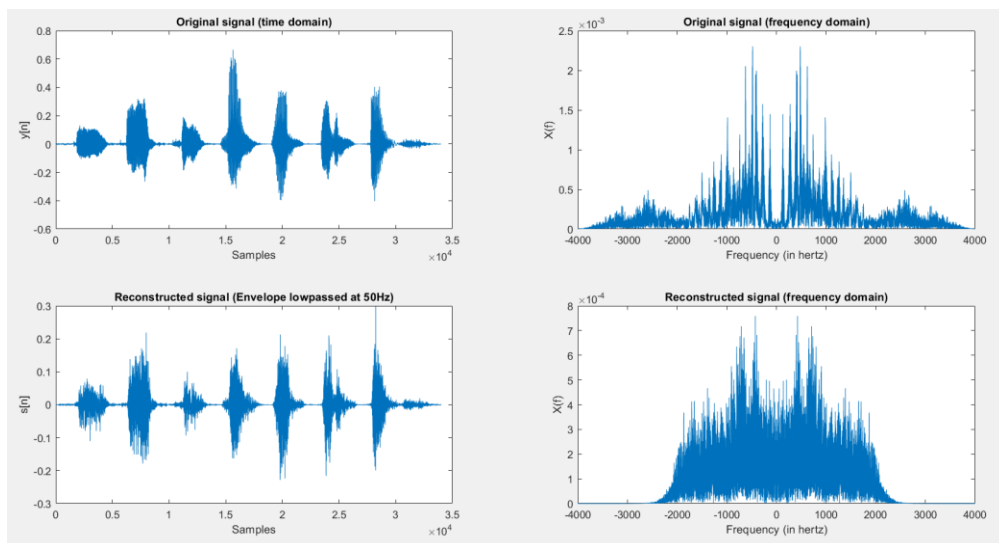 Original signal (time domain)
0.8
0.6
0.4
0.2
0
-0.2
-0.4
-0.6
y[n]
0 0.5 1 1.5 2 2.5 3 3.5
Samples
×10^4
Original signal (frequency domain)
×10^-3
2.5
2
1.5
1
0.5
0
X(f)
-4000 -3000 -2000 -1000 0 1000 2000 3000 4000
Frequency (in hertz)
Reconstructed signal (Envelope lowpassed at 50Hz)
0.3
0.2
0.1
0
-0.1
-0.2
-0.3
s[n]
0 0.5 1 1.5 2 2.5 3 3.5
Samples
×10^4
Reconstructed signal (frequency domain)
×10^-4
8
7
6
5
4
3
2
1
0
X(f)
-4000 -3000 -2000 -1000 0 1000 2000 3000 4000
Frequency (in hertz)